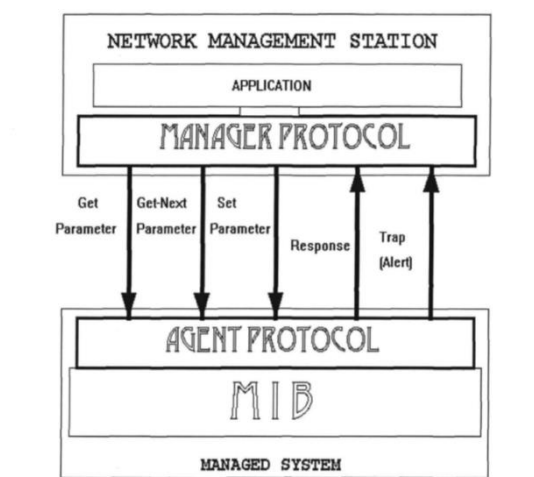 NETWORK MANAGEMENT STATION
APPLICATION
MANAGER PROTOCOL
Get
Parameter
Get-Next
Parameter
Set
Parameter
Response
Trap
(Alert)
AGENT PROTOCOL
MIB
MANAGED SYSTEM